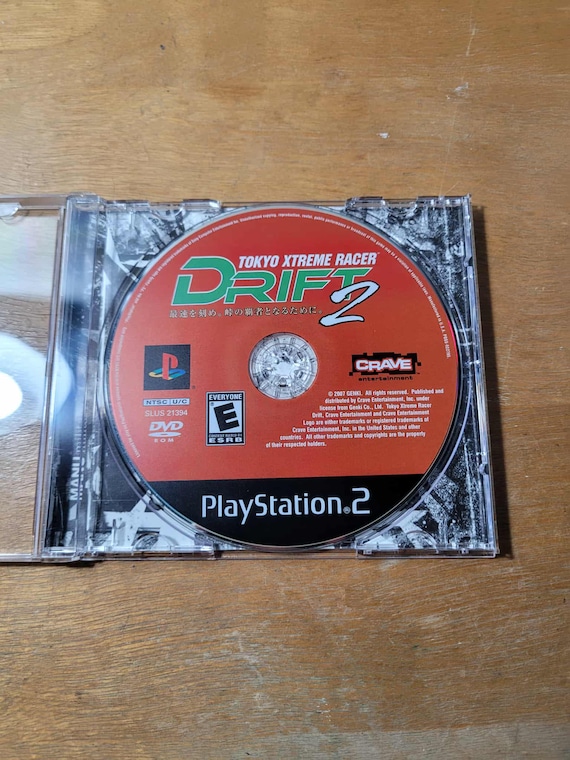 TOKYO XTREME RACER
DRIFT 2
最速を刻め。峠の覇者となるために。
NTSC U/C
SLUS 21394
DVD
ROM
EVERYONE
E
ESRB
CRAVE
entertainment
© 2007 GENKI. All rights reserved. Published and
distributed by Crave Entertainment, Inc. under
license from Genki Co., Ltd. Tokyo Xtreme Racer
Drift, Crave Entertainment and Crave Entertainment
Logo are either trademarks or registered trademarks of
Crave Entertainment, Inc. in the United States and other
countries. All other trademarks and copyrights are the property
of their respected holders.
PlayStation®2
MANU